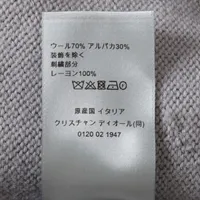 ウール70% アルパカ30%
装飾を除く
刺繍部分
レーヨン100%
原産国 イタリア
クリスチャン ディオール(同)
0120 02 1947